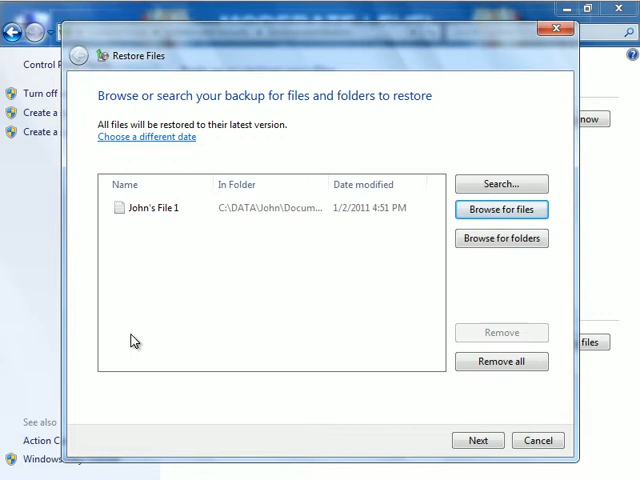 Control P
Turn off
Create a
Create a
now
Restore Files
Browse or search your backup for files and folders to restore
All files will be restored to their latest version.
Choose a different date
Name In Folder Date modified
John's File 1 C:\DATA\John\Docum... 1/2/2011 4:51 PM
Search...
Browse for files
Browse for folders
Remove
Remove all
files
Next Cancel
See also
Action C
Windows